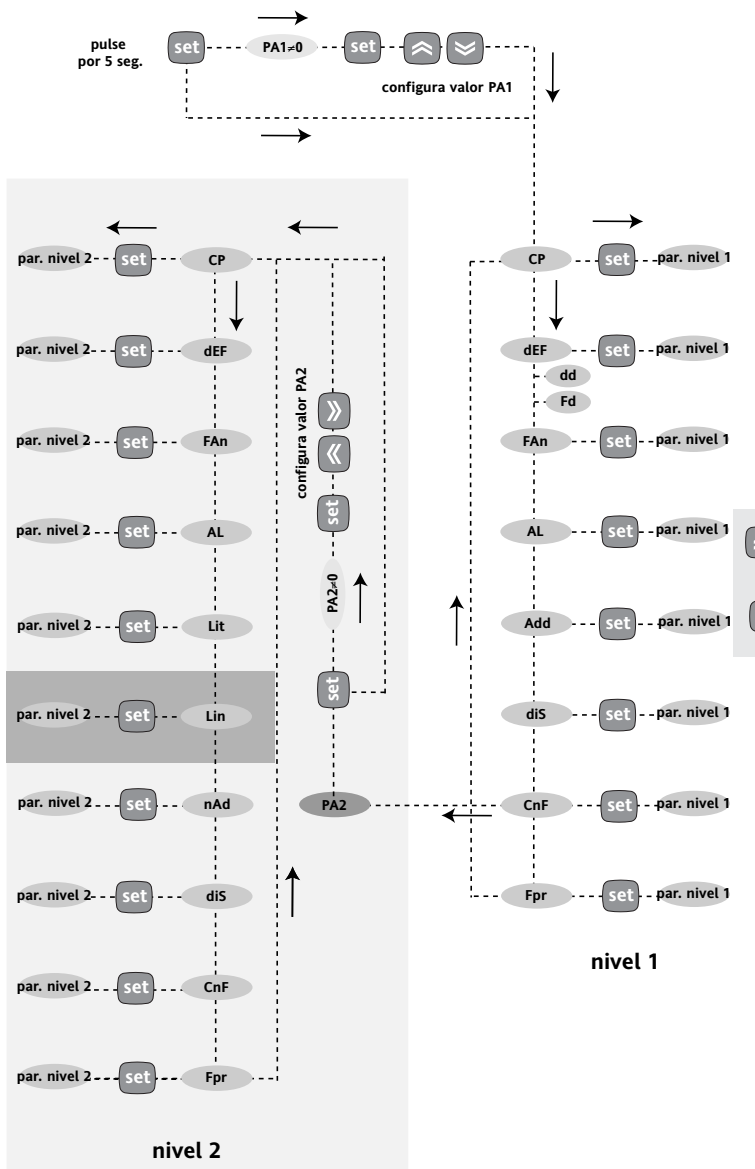 pulse
por 5 seg.
set
PA1≠0
set
configura valor PA1
par. nivel 2 set CP
CP set par. nivel 1
par. nivel 2 set dEF
dEF set par. nivel 1
dd
Fd
configura valor PA2
par. nivel 2 set FAn
FAn set par. nivel 1
set
par. nivel 2 set AL
AL set par. nivel 1
PA2≠0
par. nivel 2 set Lit
Add set par. nivel 1
set
par. nivel 2 set Lin
diS set par. nivel 1
par. nivel 2 set nAd
PA2
CnF set par. nivel 1
par. nivel 2 set diS
Fpr set par. nivel 1
nivel 1
par. nivel 2 set CnF
par. nivel 2 set Fpr
nivel 2